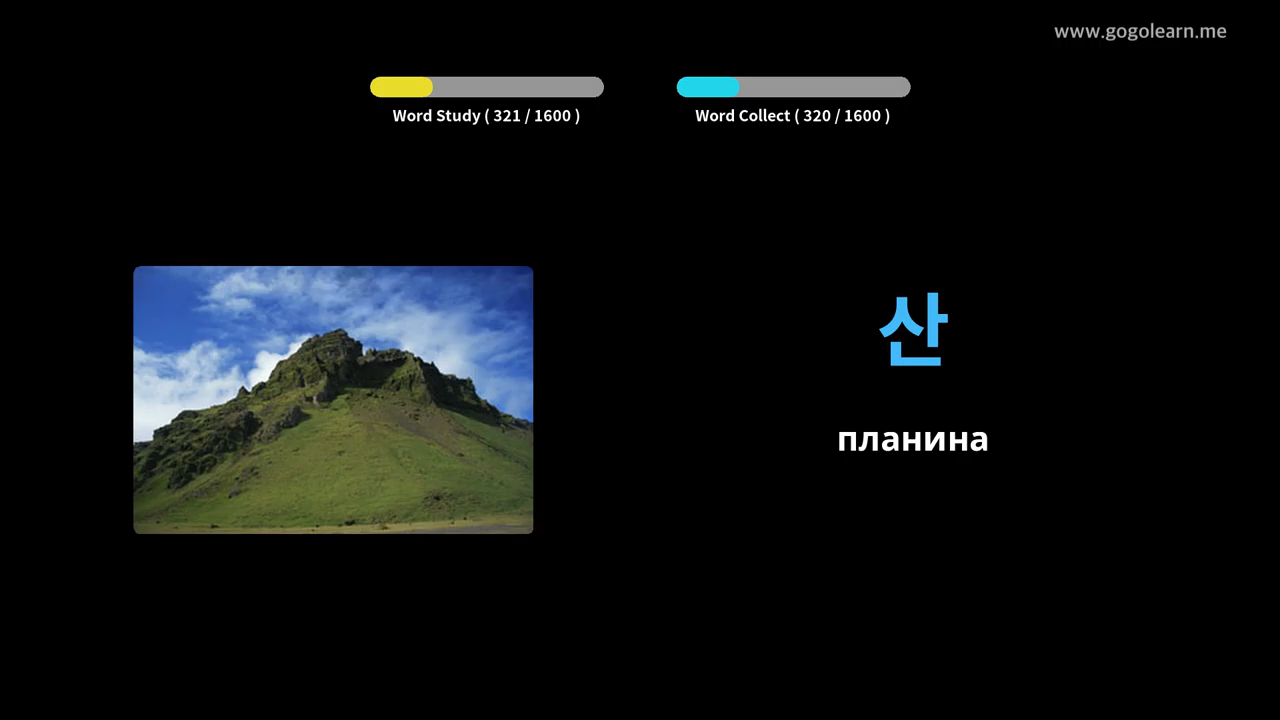 www.gogolearn.me
Word Study ( 321 / 1600 )
Word Collect ( 320 / 1600 )
산
планина